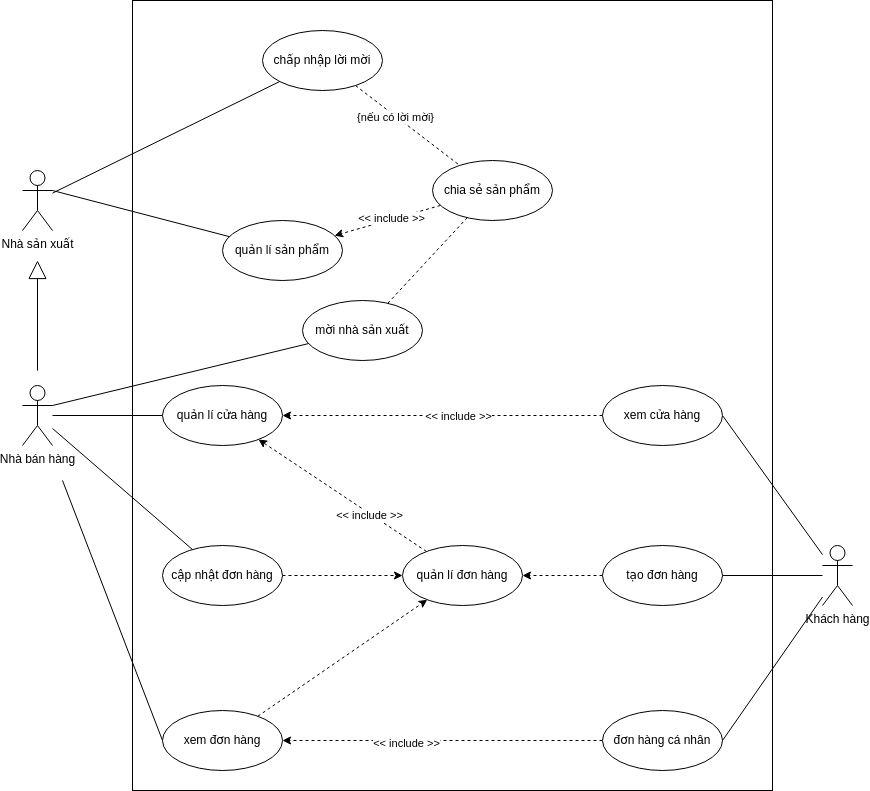 chấp nhập lời mời
{nếu có lời mời}
chia sẻ sản phẩm
<< include >>
Nhà sản xuất
quản lí sản phẩm
mời nhà sản xuất
quản lí cửa hàng
<< include >>
xem cửa hàng
Nhà bán hàng
<< include >>
cập nhật đơn hàng
quản lí đơn hàng
tạo đơn hàng
Khách hàng
xem đơn hàng
<< include >>
đơn hàng cá nhân